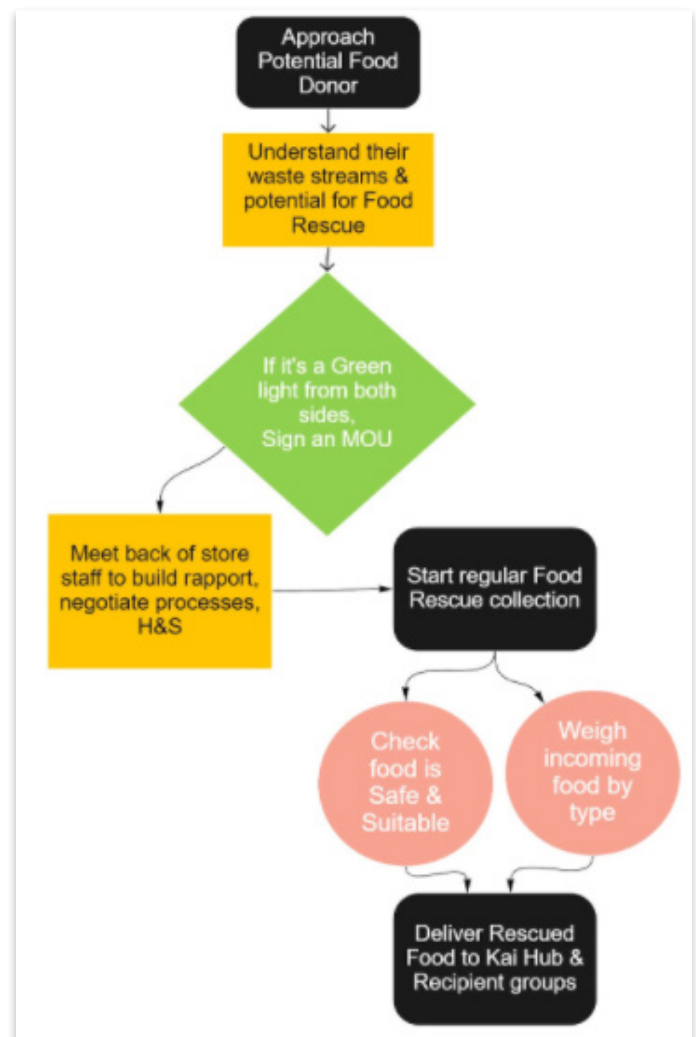 Approach
Potential Food
Donor
Understand their
waste streams &
potential for Food
Rescue
If it's a Green
light from both
sides,
Sign an MOU
Meet back of store
staff to build rapport,
negotiate processes,
H&S
Start regular Food
Rescue collection
Check
food is
Safe &
Suitable
Weigh
incoming
food by
type
Deliver Rescued
Food to Kai Hub &
Recipient groups